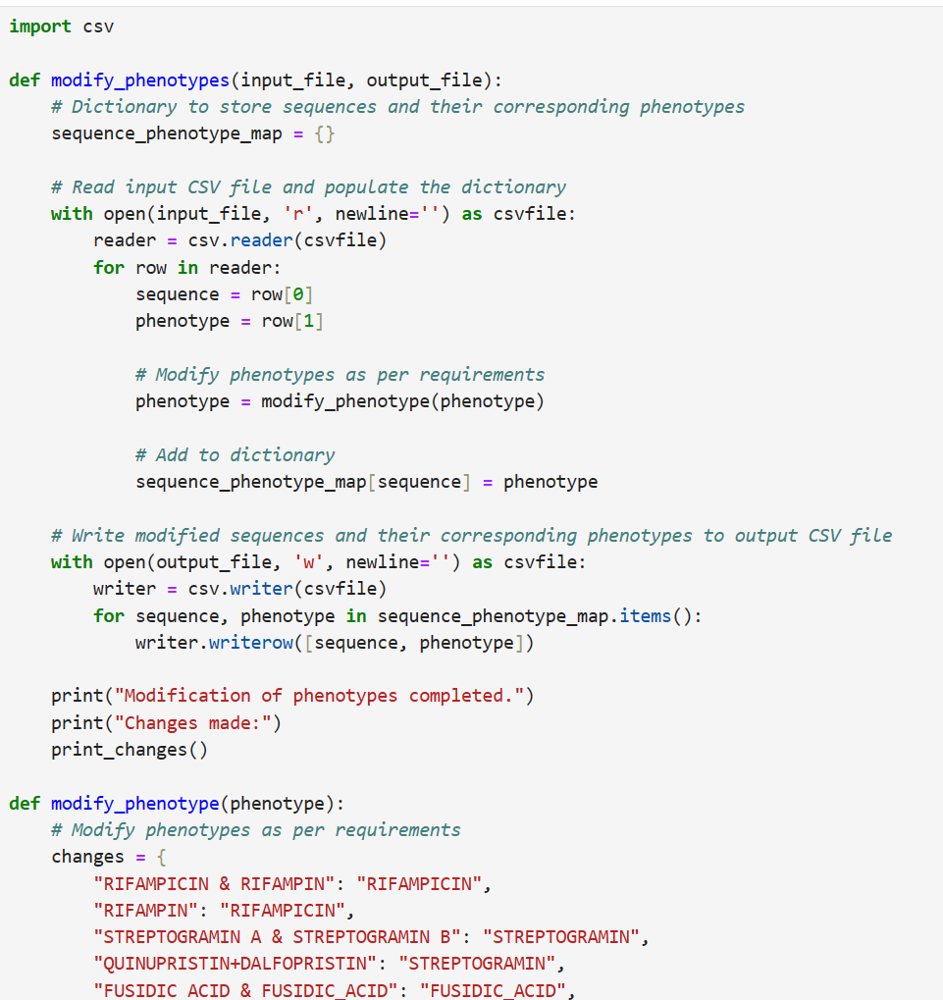 import csv

def modify_phenotypes(input_file, output_file):
    # Dictionary to store sequences and their corresponding phenotypes
    sequence_phenotype_map = {}

    # Read input CSV file and populate the dictionary
    with open(input_file, 'r', newline='') as csvfile:
        reader = csv.reader(csvfile)
        for row in reader:
            sequence = row[0]
            phenotype = row[1]

            # Modify phenotypes as per requirements
            phenotype = modify_phenotype(phenotype)

            # Add to dictionary
            sequence_phenotype_map[sequence] = phenotype

    # Write modified sequences and their corresponding phenotypes to output CSV file
    with open(output_file, 'w', newline='') as csvfile:
        writer = csv.writer(csvfile)
        for sequence, phenotype in sequence_phenotype_map.items():
            writer.writerow([sequence, phenotype])

    print("Modification of phenotypes completed.")
    print("Changes made:")
    print_changes()

def modify_phenotype(phenotype):
    # Modify phenotypes as per requirements
    changes = {
        "RIFAMPICIN & RIFAMPIN": "RIFAMPICIN",
        "RIFAMPIN": "RIFAMPICIN",
        "STREPTOGRAMIN A & STREPTOGRAMIN B": "STREPTOGRAMIN",
        "QUINUPRISTIN+DALFOPRISTIN": "STREPTOGRAMIN",
        "FUSIDIC ACID & FUSIDIC_ACID": "FUSIDIC_ACID",